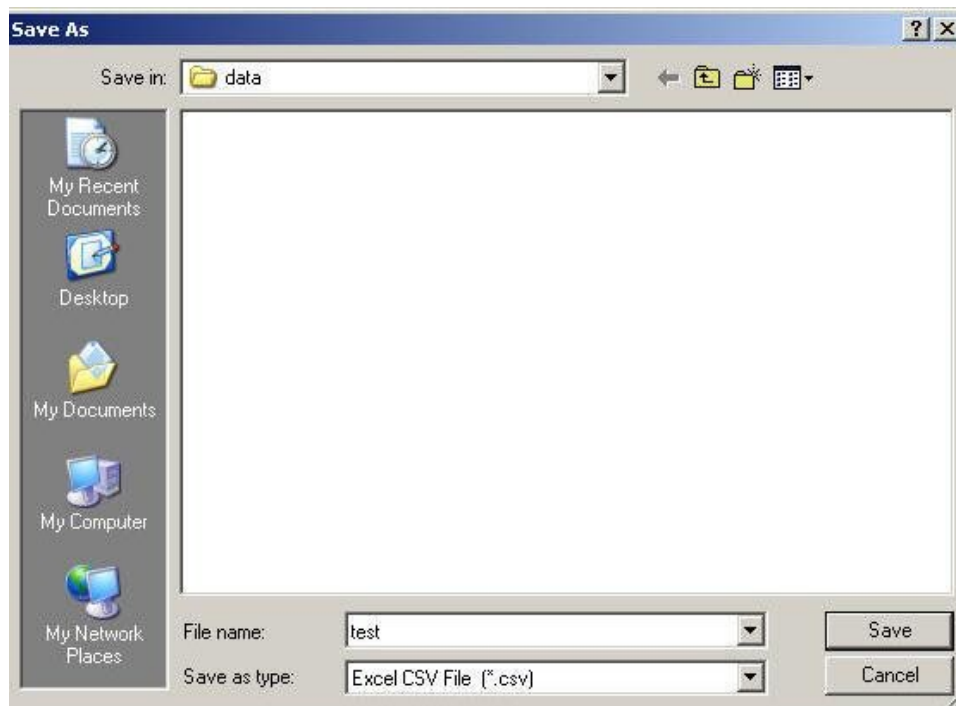 Save As
Save in: data
My Recent
Documents
Desktop
My Documents
My Computer
My Network
Places
File name: test
Save as type: Excel CSV File (*.csv)
Save
Cancel